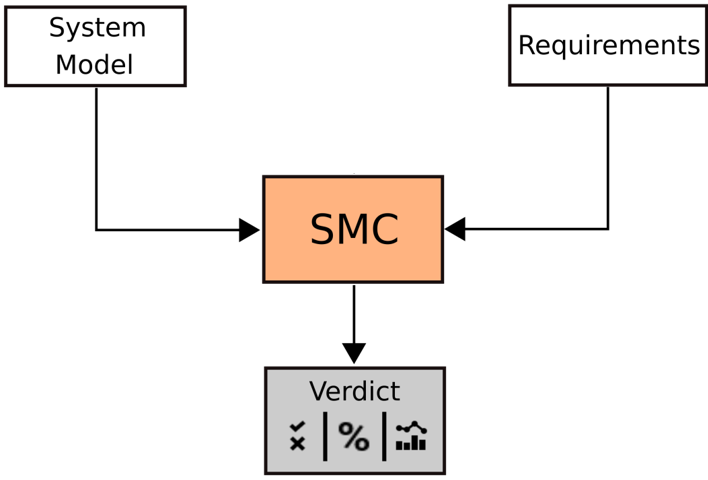 System
Model
Requirements
SMC
Verdict
%